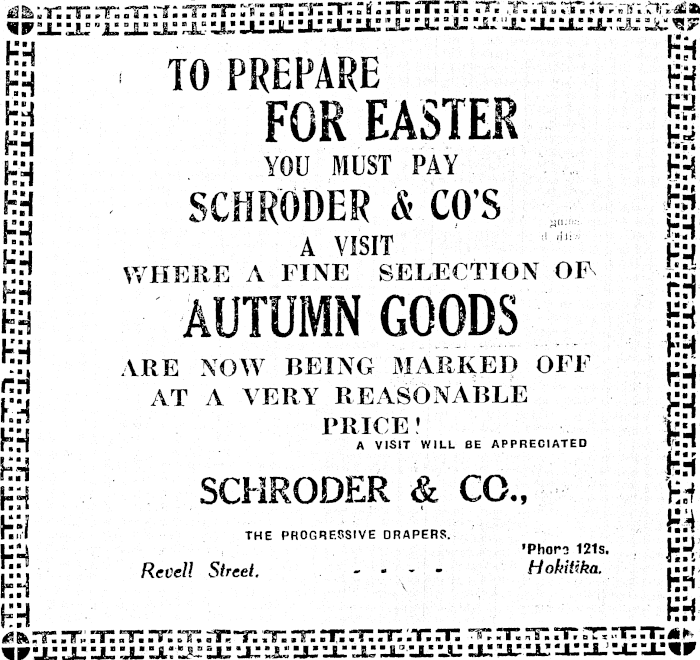 TO PREPARE
FOR EASTER
YOU MUST PAY
SCHRODER & CO'S
A VISIT
WHERE A FINE SELECTION OF
AUTUMN GOODS
ARE NOW BEING MARKED OFF
AT A VERY REASONABLE
PRICE!
A VISIT WILL BE APPRECIATED
SCHRODER & CO.,
THE PROGRESSIVE DRAPERS.
'Phone 121s.
Revell Street. - - - - Hokitika.